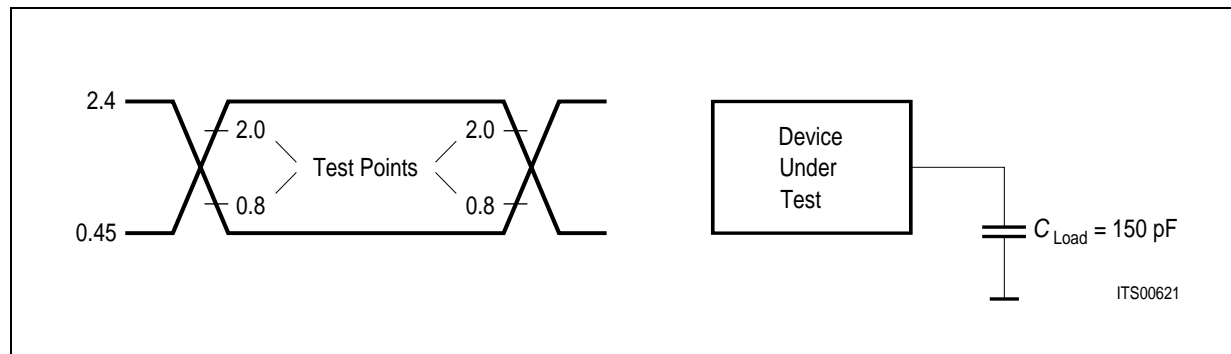 2.4
2.0
2.0
Test Points
0.8
0.8
0.45
Device
Under
Test
C Load = 150 pF
ITS00621